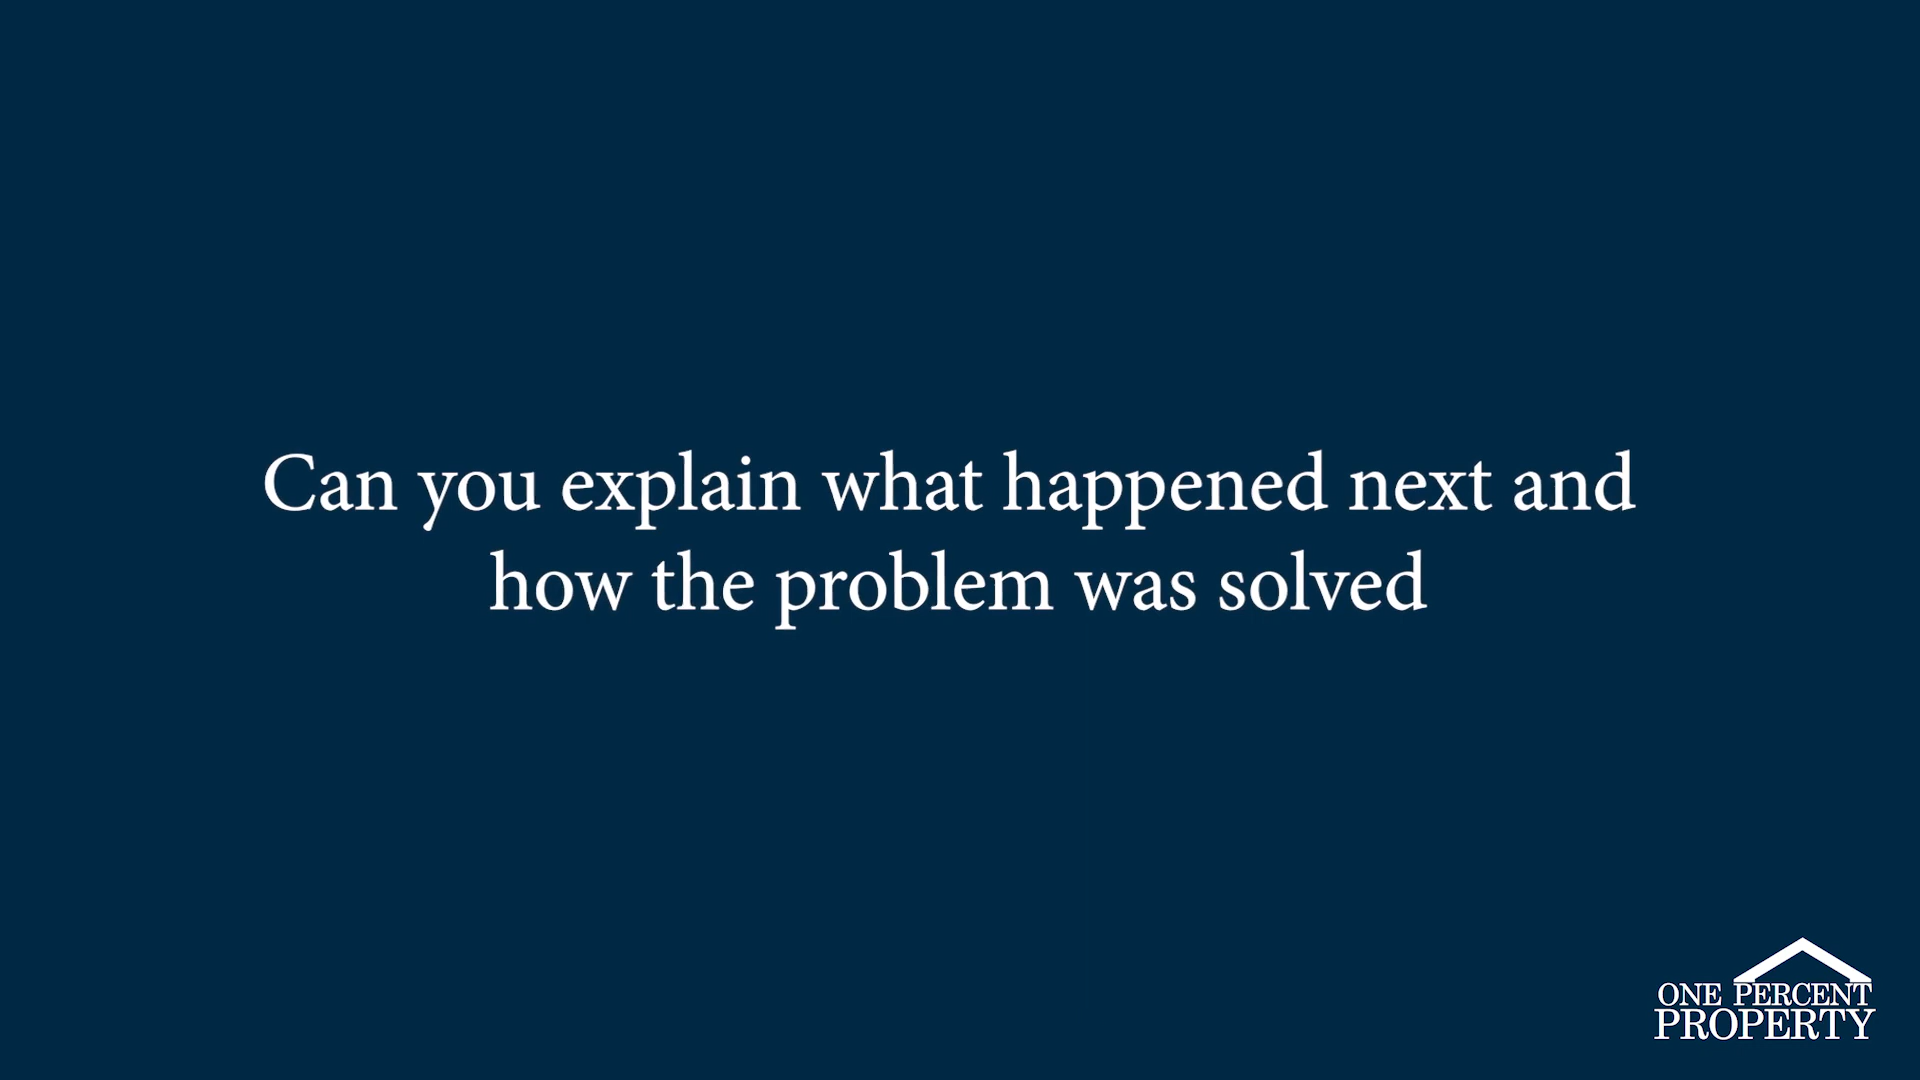 Can you explain what happened next and
how the problem was solved
ONE PERCENT
PROPERTY